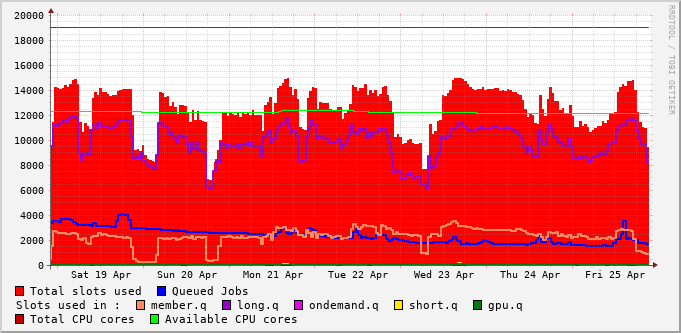 20000
18000
16000
14000
12000
10000
8000
6000
4000
2000
0
Sat 19 Apr Sun 20 Apr Mon 21 Apr Tue 22 Apr Wed 23 Apr Thu 24 Apr Fri 25 Apr
Total slots used Queued Jobs
Slots used in : member.q long.q ondemand.q short.q gpu.q
Total CPU cores Available CPU cores
RRDTOOL / TOBI OETIKER